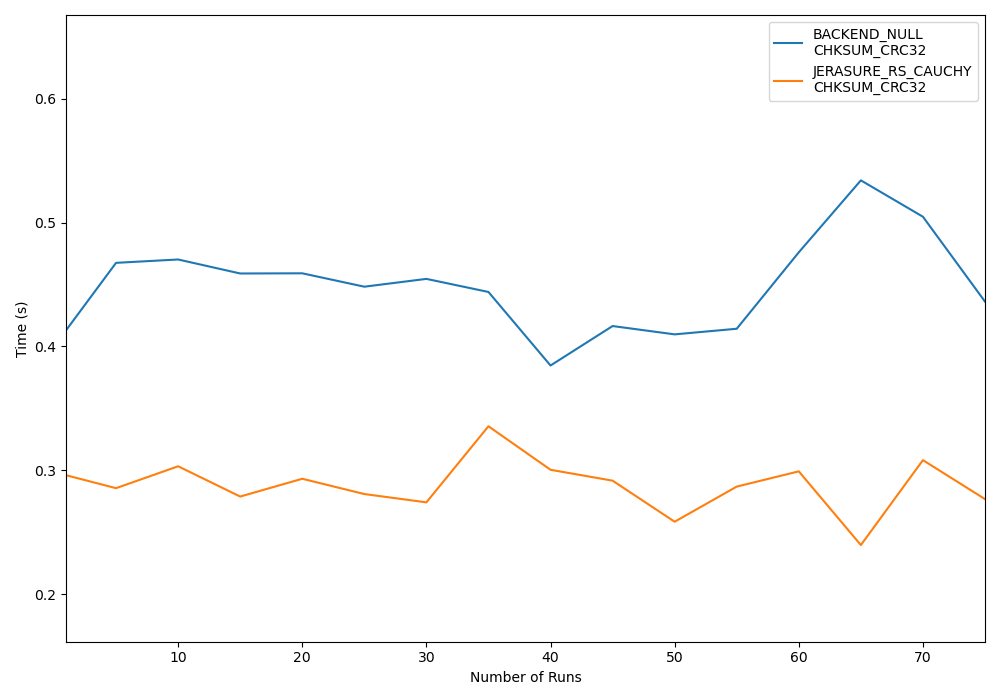 BACKEND_NULL
CHKSUM_CRC32
JERASURE_RS_CAUCHY
CHKSUM_CRC32
0.6
0.5
0.4
0.3
0.2
Time (s)
10 20 30 40 50 60 70
Number of Runs